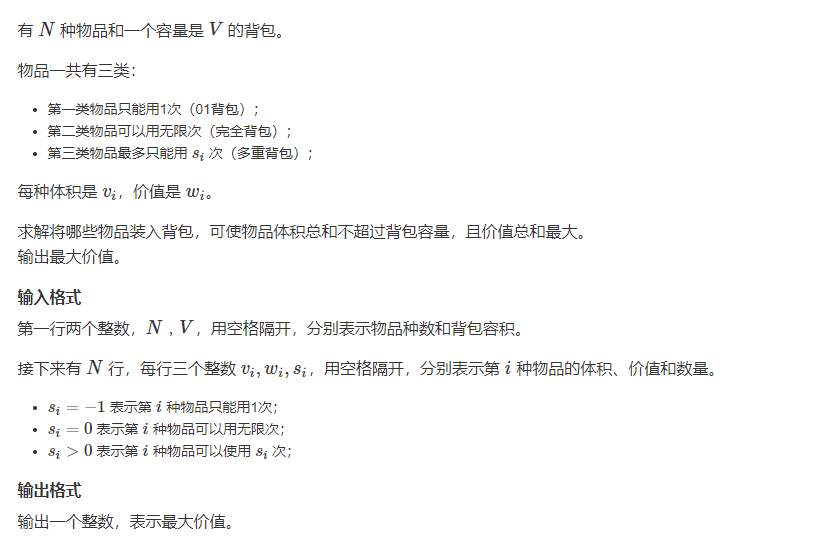 有 N 种物品和一个容量是 V 的背包。
物品一共有三类：
• 第一类物品只能用1次（01背包）；
• 第二类物品可以用无限次（完全背包）；
• 第三类物品最多只能用 sᵢ 次（多重背包）；
每种体积是 vᵢ，价值是 wᵢ。
求解将哪些物品装入背包，可使物品体积总和不超过背包容量，且价值总和最大。
输出最大价值。
输入格式
第一行两个整数，N，V，用空格隔开，分别表示物品种数和背包容积。
接下来有 N 行，每行三个整数 vᵢ, wᵢ, sᵢ，用空格隔开，分别表示第 i 种物品的体积、价值和数量。
• sᵢ = −1 表示第 i 种物品只能用1次；
• sᵢ = 0 表示第 i 种物品可以用无限次；
• sᵢ > 0 表示第 i 种物品可以使用 sᵢ 次；
输出格式
输出一个整数，表示最大价值。